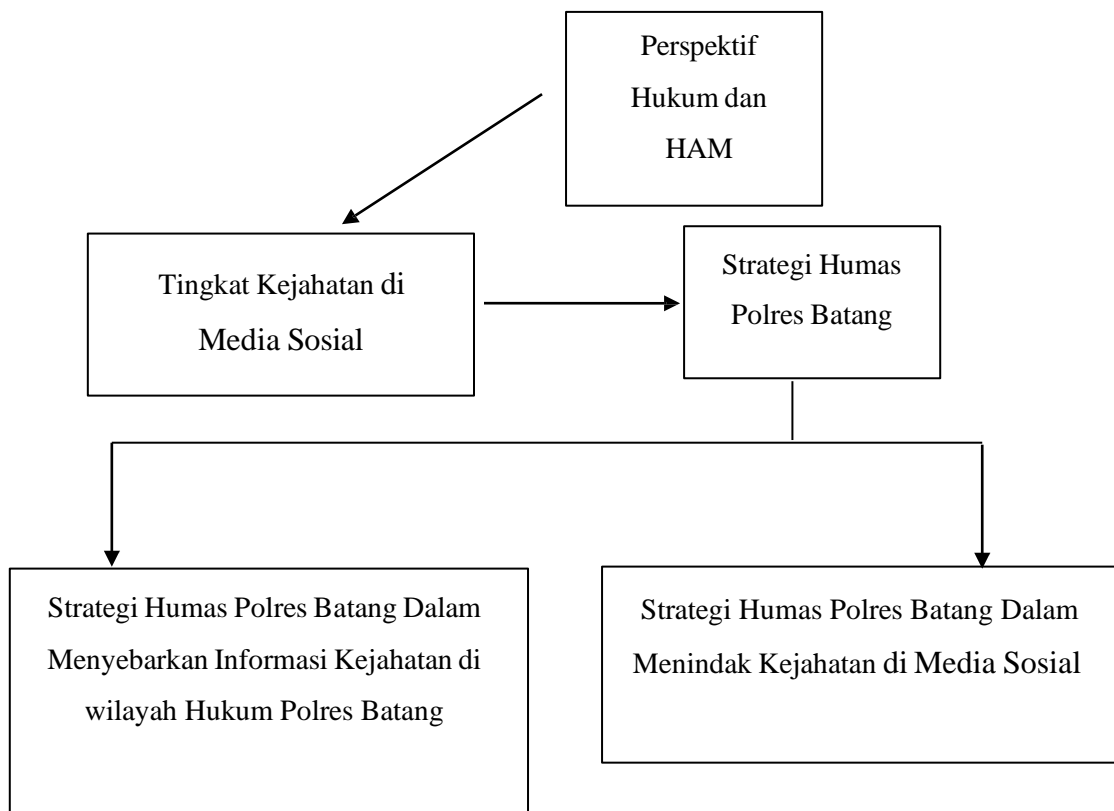 Perspektif
Hukum dan
HAM
Tingkat Kejahatan di
Media Sosial
Strategi Humas
Polres Batang
Strategi Humas Polres Batang Dalam
Menyebarkan Informasi Kejahatan di
wilayah Hukum Polres Batang
Strategi Humas Polres Batang Dalam
Menindak Kejahatan di Media Sosial